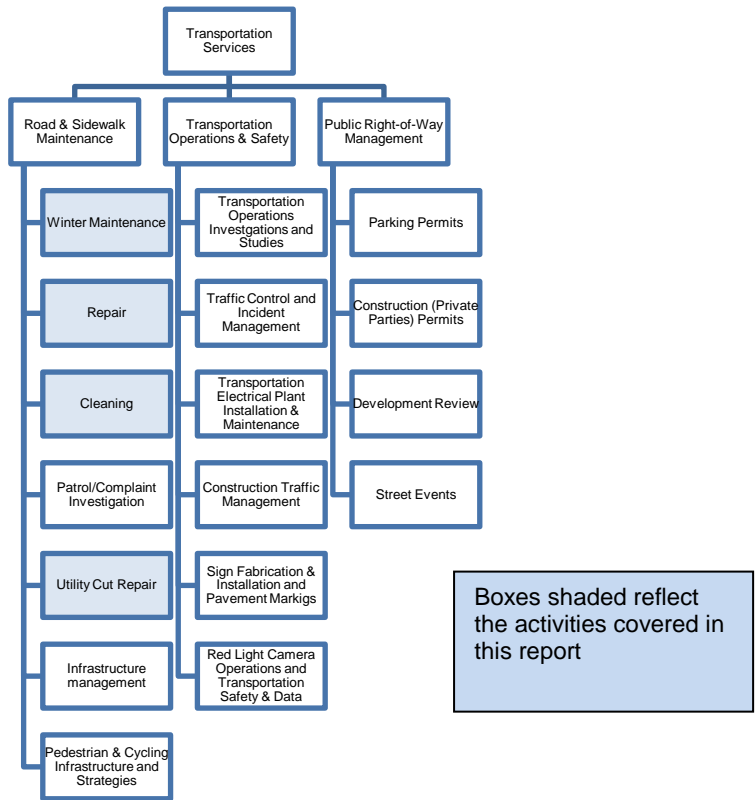 Transportation
Services
Road & Sidewalk
Maintenance
Transportation
Operations & Safety
Public Right-of-Way
Management
Winter Maintenance
Repair
Cleaning
Patrol/Complaint
Investigation
Utility Cut Repair
Infrastructure
management
Pedestrian & Cycling
Infrastructure and
Strategies
Transportation
Operations
Investgations and
Studies
Traffic Control and
Incident
Management
Transportation
Electrical Plant
Installation &
Maintenance
Construction Traffic
Management
Sign Fabrication &
Installation and
Pavement Markigs
Red Light Camera
Operations and
Transportation
Safety & Data
Parking Permits
Construction (Private
Parties) Permits
Development Review
Street Events
Boxes shaded reflect
the activities covered in
this report